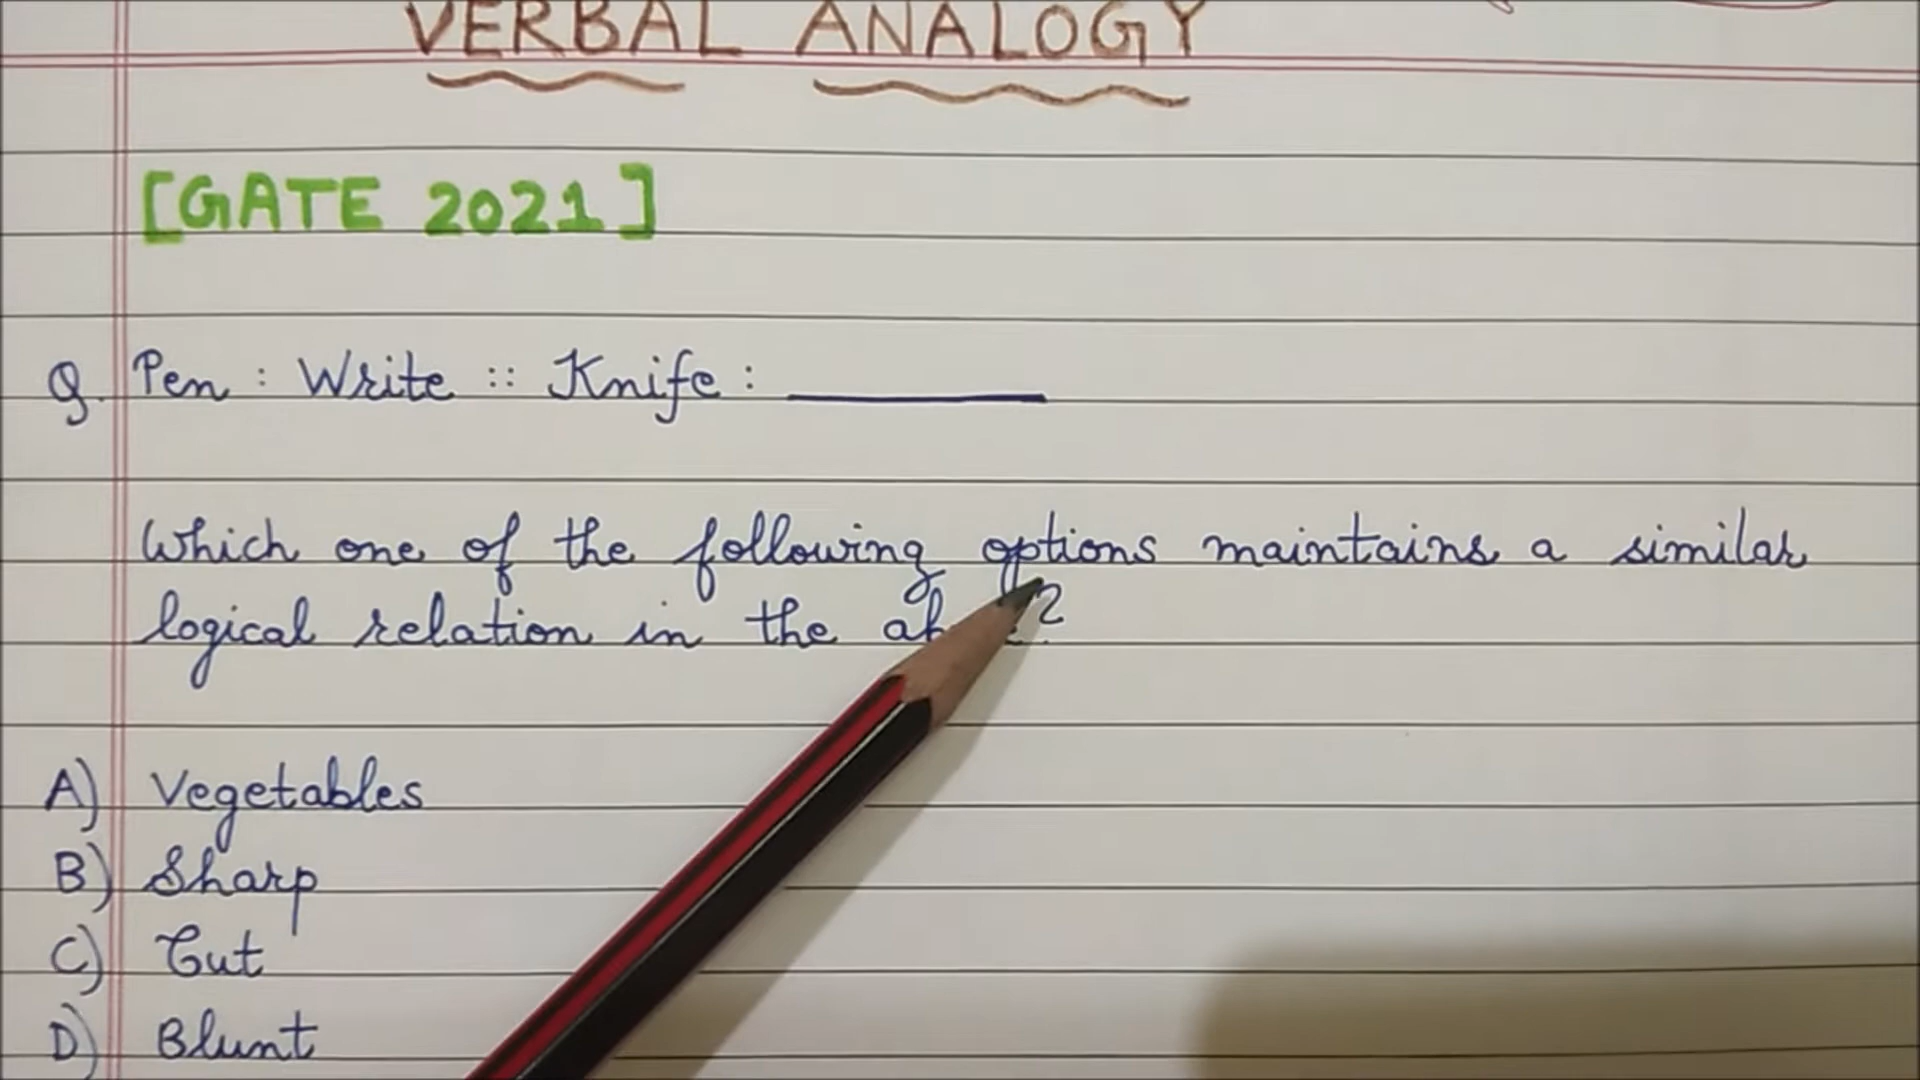 VERBAL ANALOGY
[GATE 2021]
Q. Pen : Write :: Knife : ________
Which one of the following options maintains a similar
logical relation in the ?
A) Vegetables
B) Sharp
C) Cut
D) Blunt